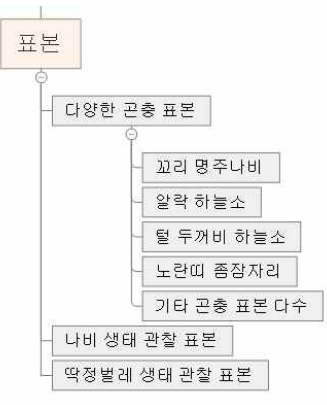 표본
다양한 곤충 표본
꼬리 명주나비
알락 하늘소
털 두꺼비 하늘소
노란띠 좀잠자리
기타 곤충 표본 다수
나비 생태 관찰 표본
딱정벌레 생태 관찰 표본